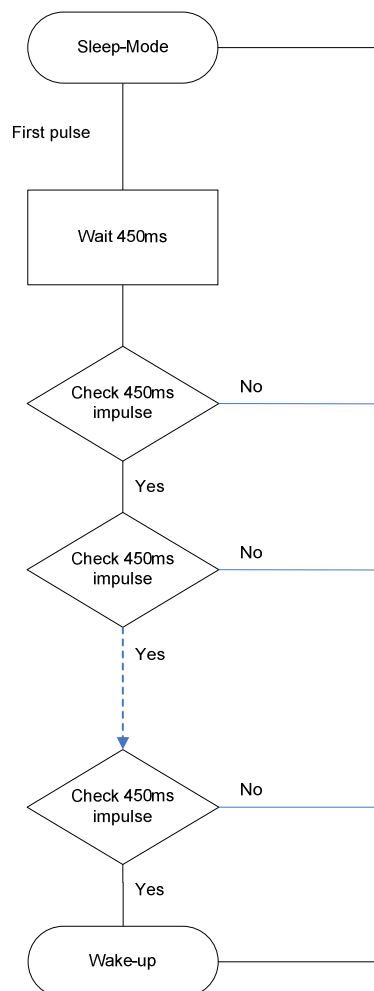 Sleep-Mode
First pulse
Wait 450ms
Check 450ms
impulse
No
Yes
Check 450ms
impulse
No
Yes
Check 450ms
impulse
No
Yes
Wake-up